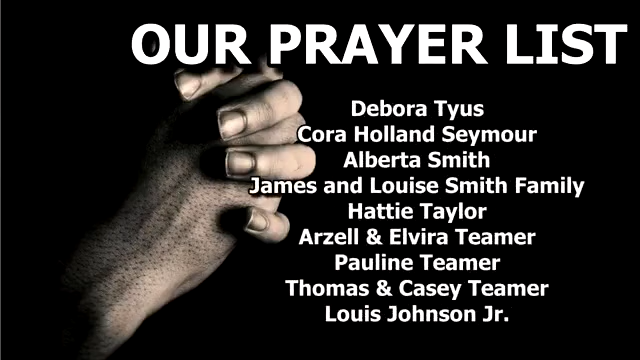 OUR PRAYER LIST
Debora Tyus
Cora Holland Seymour
Alberta Smith
James and Louise Smith Family
Hattie Taylor
Arzell & Elvira Teamer
Pauline Teamer
Thomas & Casey Teamer
Louis Johnson Jr.